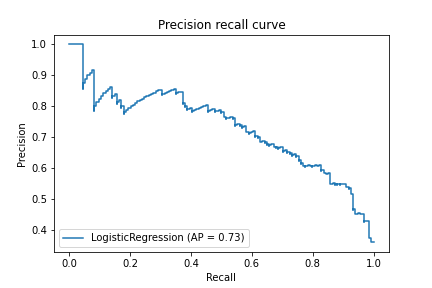 Precision recall curve
1.0
0.9
0.8
0.7
0.6
0.5
0.4
Precision
LogisticRegression (AP = 0.73)
0.0 0.2 0.4 0.6 0.8 1.0
Recall